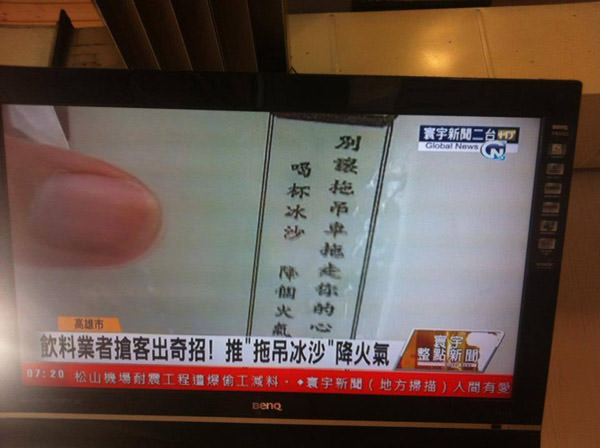 寰宇新聞二台
Global News
BENQ
別讓拖吊車拖走你的心
喝杯冰沙 降個火氣
高雄市
飲料業者搶客出奇招! 推"拖吊冰沙"降火氣
寰宇
整點新聞
07:20 松山機場耐震工程遭爆偷工減料。◆寰宇新聞(地方掃描)人間有愛
BENQ